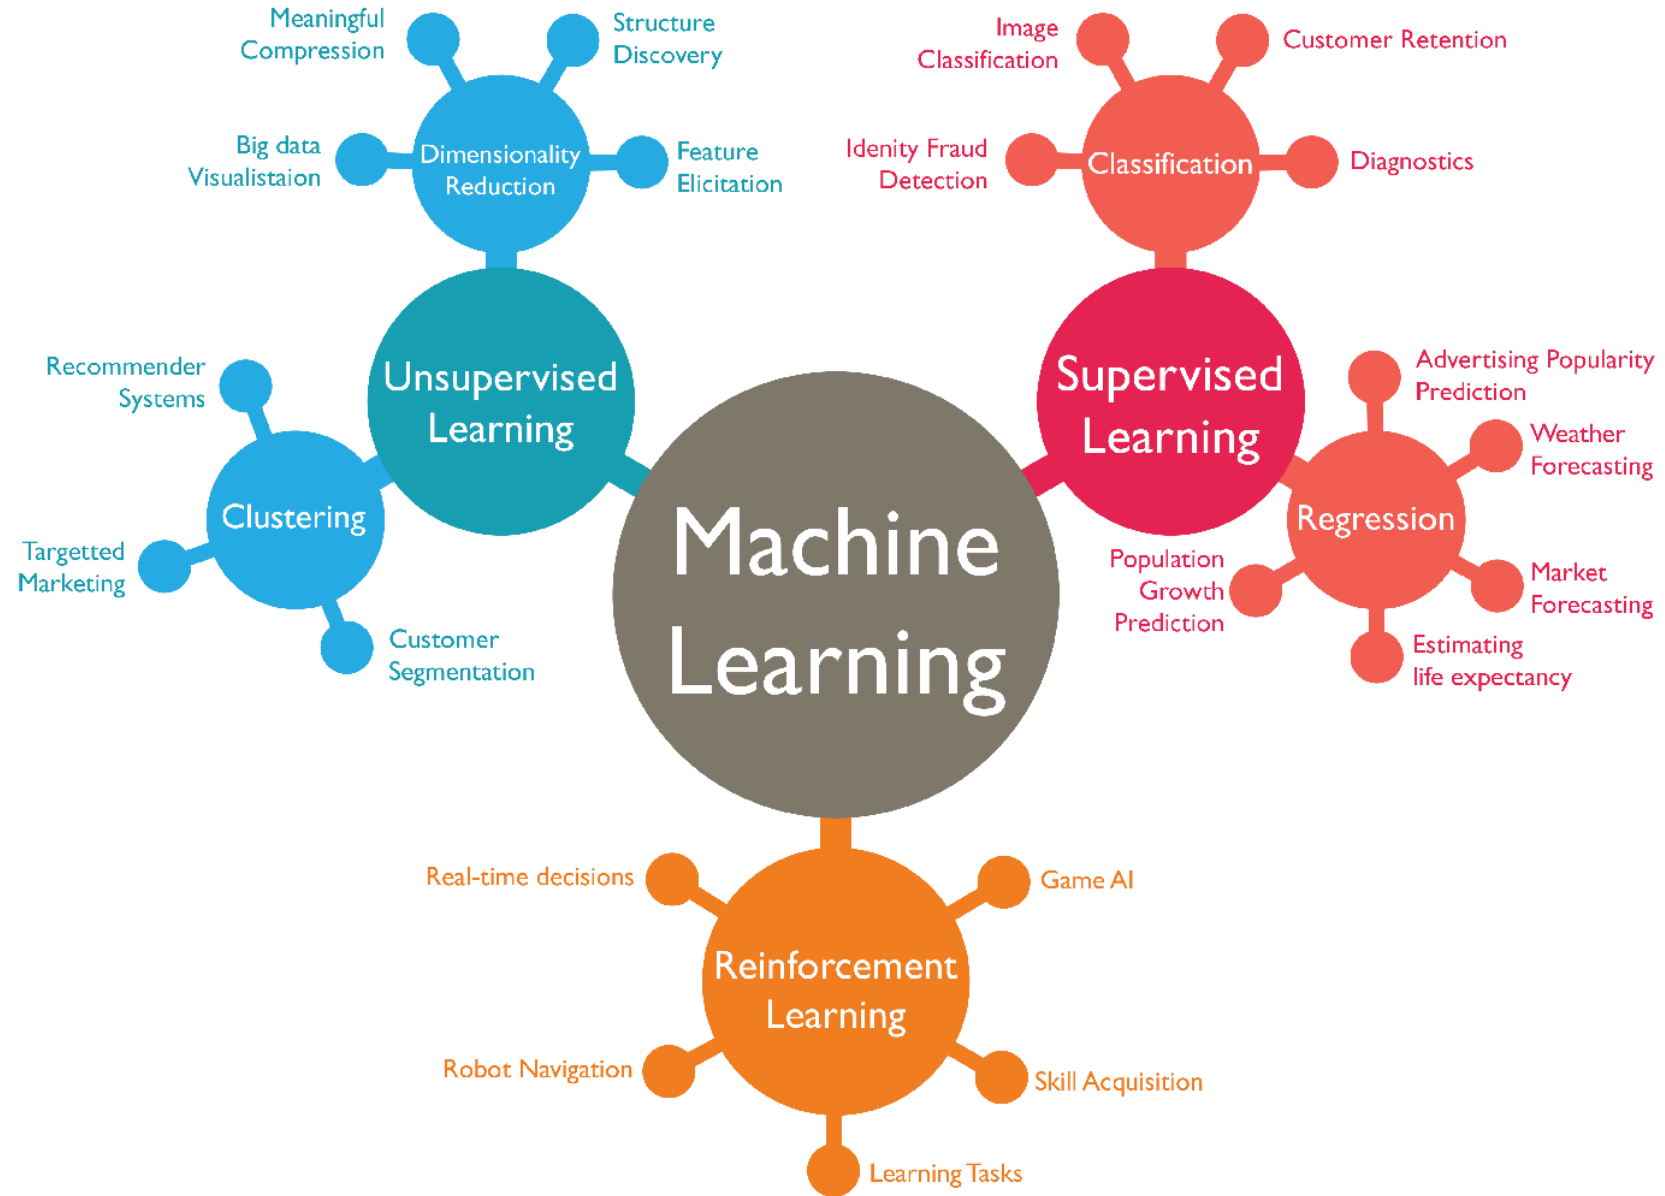 Meaningful
Compression
Structure
Discovery
Big data
Visualistaion
Dimensionality
Reduction
Feature
Elicitation
Image
Classification
Customer Retention
Idenity Fraud
Detection
Classification
Diagnostics
Recommender
Systems
Unsupervised
Learning
Clustering
Targetted
Marketing
Customer
Segmentation
Supervised
Learning
Advertising Popularity
Prediction
Weather
Forecasting
Regression
Population
Growth
Prediction
Market
Forecasting
Estimating
life expectancy
Machine
Learning
Real-time decisions
Game AI
Reinforcement
Learning
Robot Navigation
Skill Acquisition
Learning Tasks